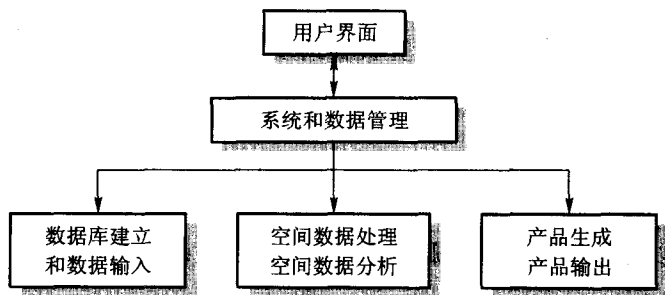 用户界面
系统和数据管理
数据库建立
和数据输入
空间数据处理
空间数据分析
产品生成
产品输出